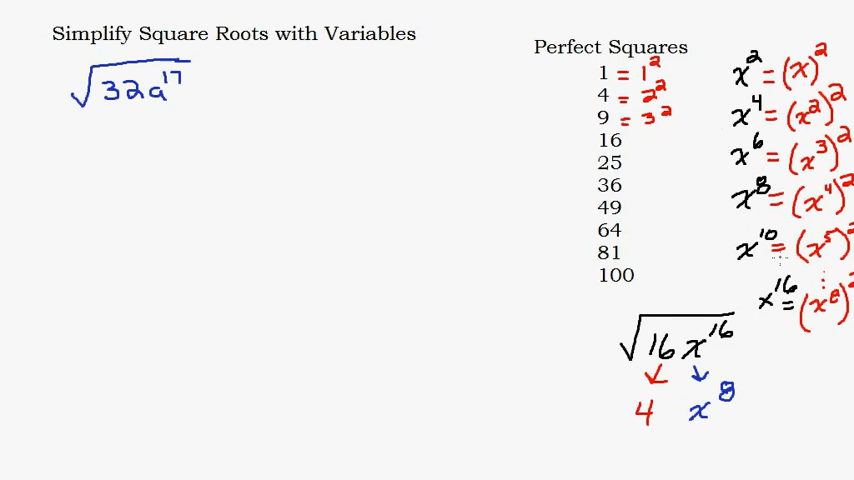 Simplify Square Roots with Variables
√32a¹⁷
Perfect Squares
1 = 1²
4 = 2²
9 = 3²
16
25
36
49
64
81
100
x² = (x)²
x⁴ = (x²)²
x⁶ = (x³)²
x⁸ = (x⁴)²
x¹⁰ = (x⁵)²
⋮
x¹⁶ = (x⁸)²
√16x¹⁶
↓ ↓
4 x⁸